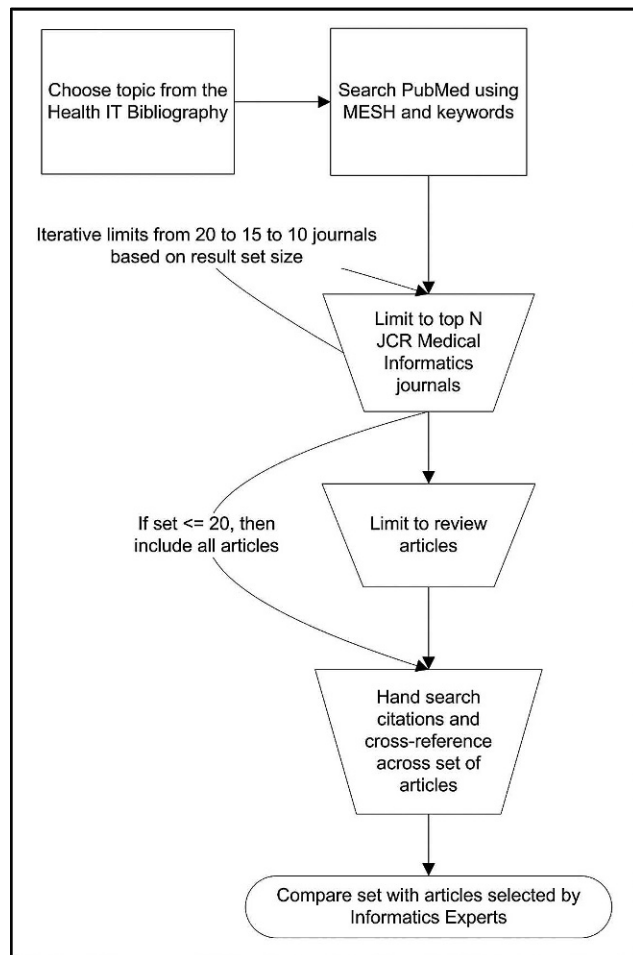 Choose topic from the
Health IT Bibliography
Search PubMed using
MESH and keywords
Iterative limits from 20 to 15 to 10 journals
based on result set size
Limit to top N
JCR Medical
Informatics
journals
If set <= 20, then
include all articles
Limit to review
articles
Hand search
citations and
cross-reference
across set of
articles
Compare set with articles selected by
Informatics Experts